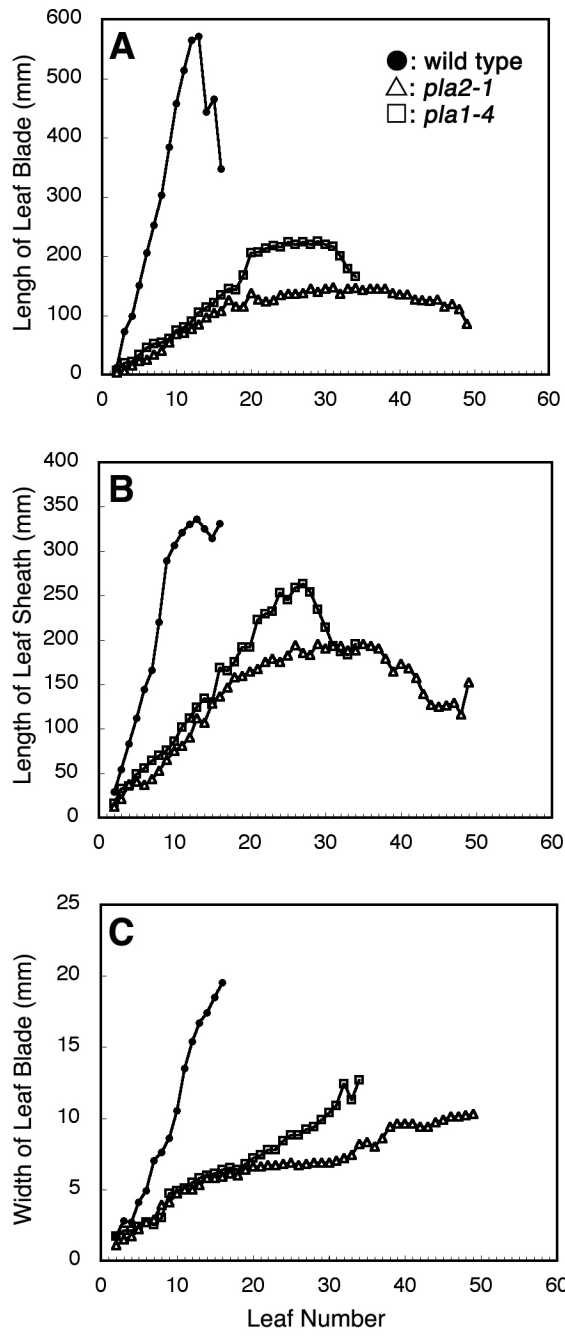 A
600
500
400
300
200
100
0
Lengh of Leaf Blade (mm)
: wild type
: pla2-1
: pla1-4
0 10 20 30 40 50 60
B
400
350
300
250
200
150
100
50
0
Length of Leaf Sheath (mm)
0 10 20 30 40 50 60
C
25
20
15
10
5
0
Width of Leaf Blade (mm)
0 10 20 30 40 50 60
Leaf Number